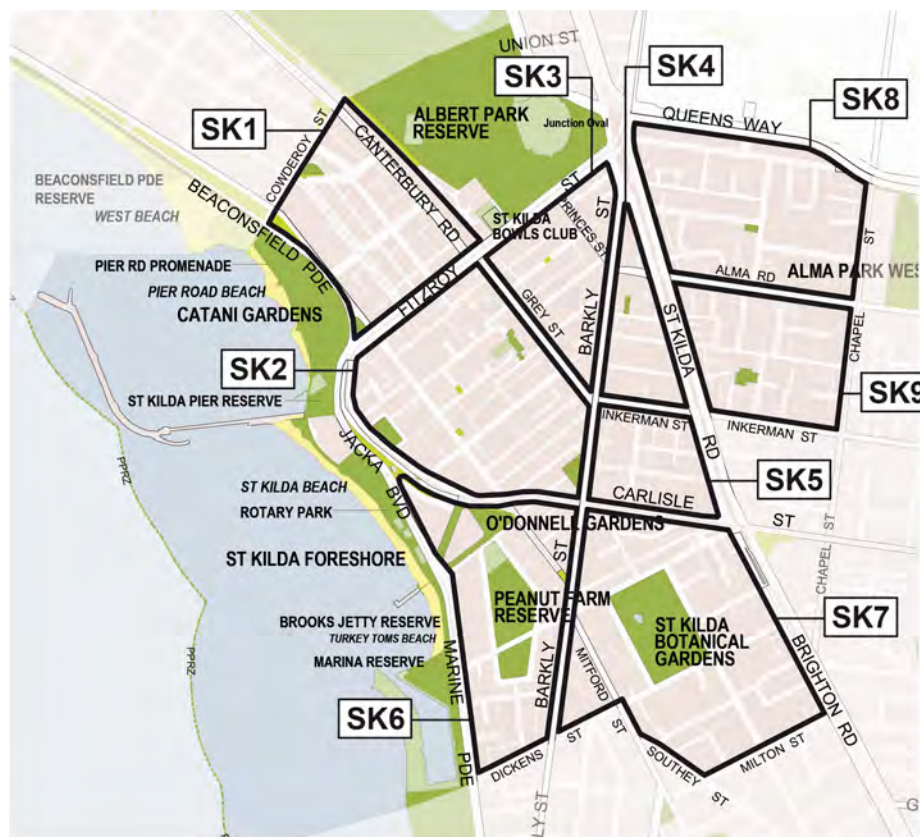 UNION ST
SK4
SK3
SK8
QUEENS WAY
ALBERT PARK
RESERVE
Junction Oval
SK1
COWDEROY ST
CANTERBURY RD
BEACONSFIELD PDE
RESERVE
WEST BEACH
BEACONSFIELD PDE
ST KILDA
BOWLS CLUB
PRINCES ST
FITZROY ST
ST
PIER RD PROMENADE
PIER ROAD BEACH
CATANI GARDENS
ALMA RD
ALMA PARK WES
GREY ST
BARKLY ST
ST KILDA RD
CHAPEL
SK2
SK9
ST KILDA PIER RESERVE
INKERMAN ST
INKERMAN ST
JACKA BVD
PPRZ
SK5
ST KILDA BEACH
CARLISLE ST
ROTARY PARK
O'DONNELL GARDENS
ST KILDA FORESHORE
CHAPEL ST
PEANUT FARM
RESERVE
BROOKS JETTY RESERVE
TURKEY TOMS BEACH
MARINA RESERVE
ST KILDA
BOTANICAL
GARDENS
SK7
PPRZ
MARINE PDE
BARKLY ST
MITFORD ST
BRIGHTON RD
SK6
DICKENS ST
SOUTHEY ST
MILTON ST
LY ST
G